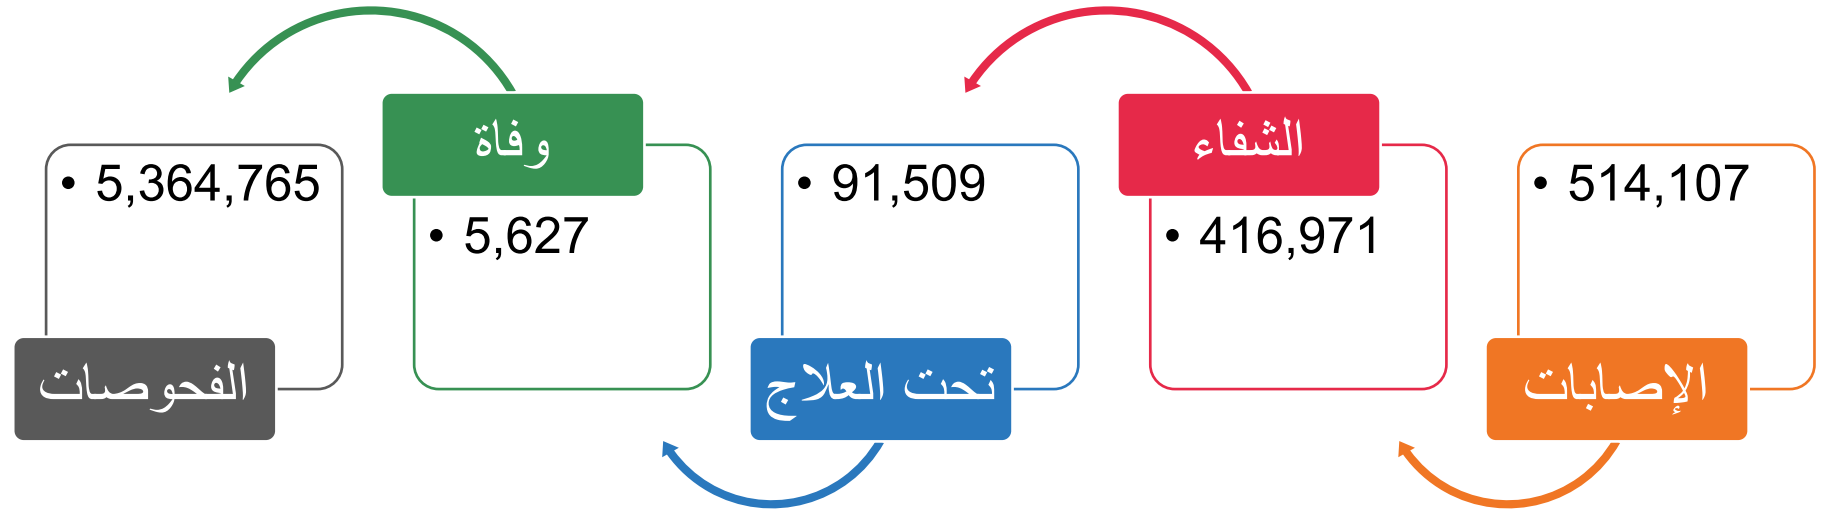 الإصابات
• 514,107
الشفاء
• 416,971
تحت العلاج
• 91,509
وفاة
• 5,627
الفحوصات
• 5,364,765